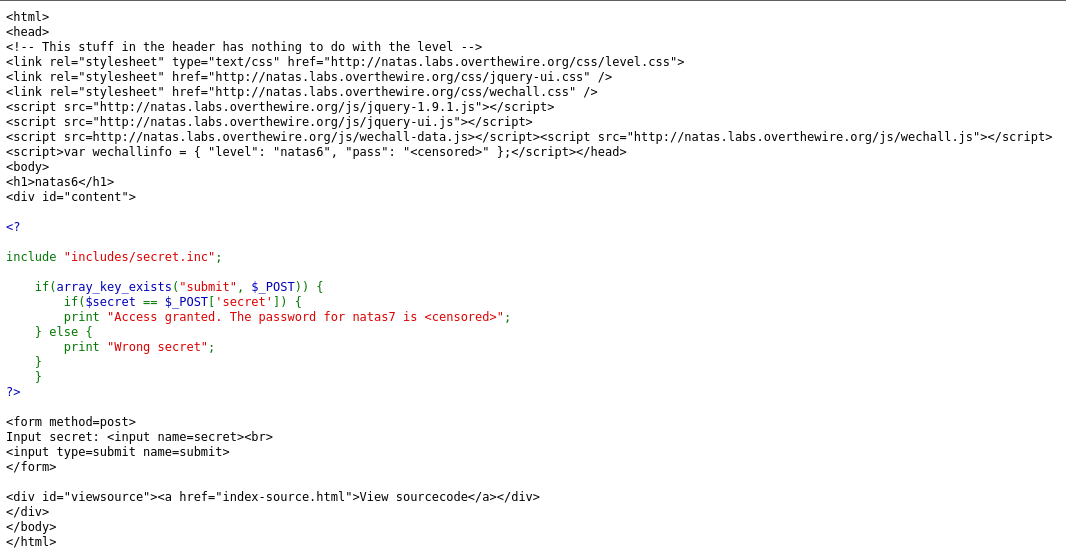 <html>
<head>
<!-- This stuff in the header has nothing to do with the level -->
<link rel="stylesheet" type="text/css" href="http://natas.labs.overthewire.org/css/level.css">
<link rel="stylesheet" href="http://natas.labs.overthewire.org/css/jquery-ui.css" />
<link rel="stylesheet" href="http://natas.labs.overthewire.org/css/wechall.css" />
<script src="http://natas.labs.overthewire.org/js/jquery-1.9.1.js"></script>
<script src="http://natas.labs.overthewire.org/js/jquery-ui.js"></script>
<script src=http://natas.labs.overthewire.org/js/wechall-data.js></script><script src="http://natas.labs.overthewire.org/js/wechall.js"></script>
<script>var wechallinfo = { "level": "natas6", "pass": "<censored>" };</script></head>
<body>
<h1>natas6</h1>
<div id="content">

<?

include "includes/secret.inc";

    if(array_key_exists("submit", $_POST)) {
        if($secret == $_POST['secret']) {
        print "Access granted. The password for natas7 is <censored>";
    } else {
        print "Wrong secret";
    }
    }
?>

<form method=post>
Input secret: <input name=secret><br>
<input type=submit name=submit>
</form>

<div id="viewsource"><a href="index-source.html">View sourcecode</a></div>
</div>
</body>
</html>